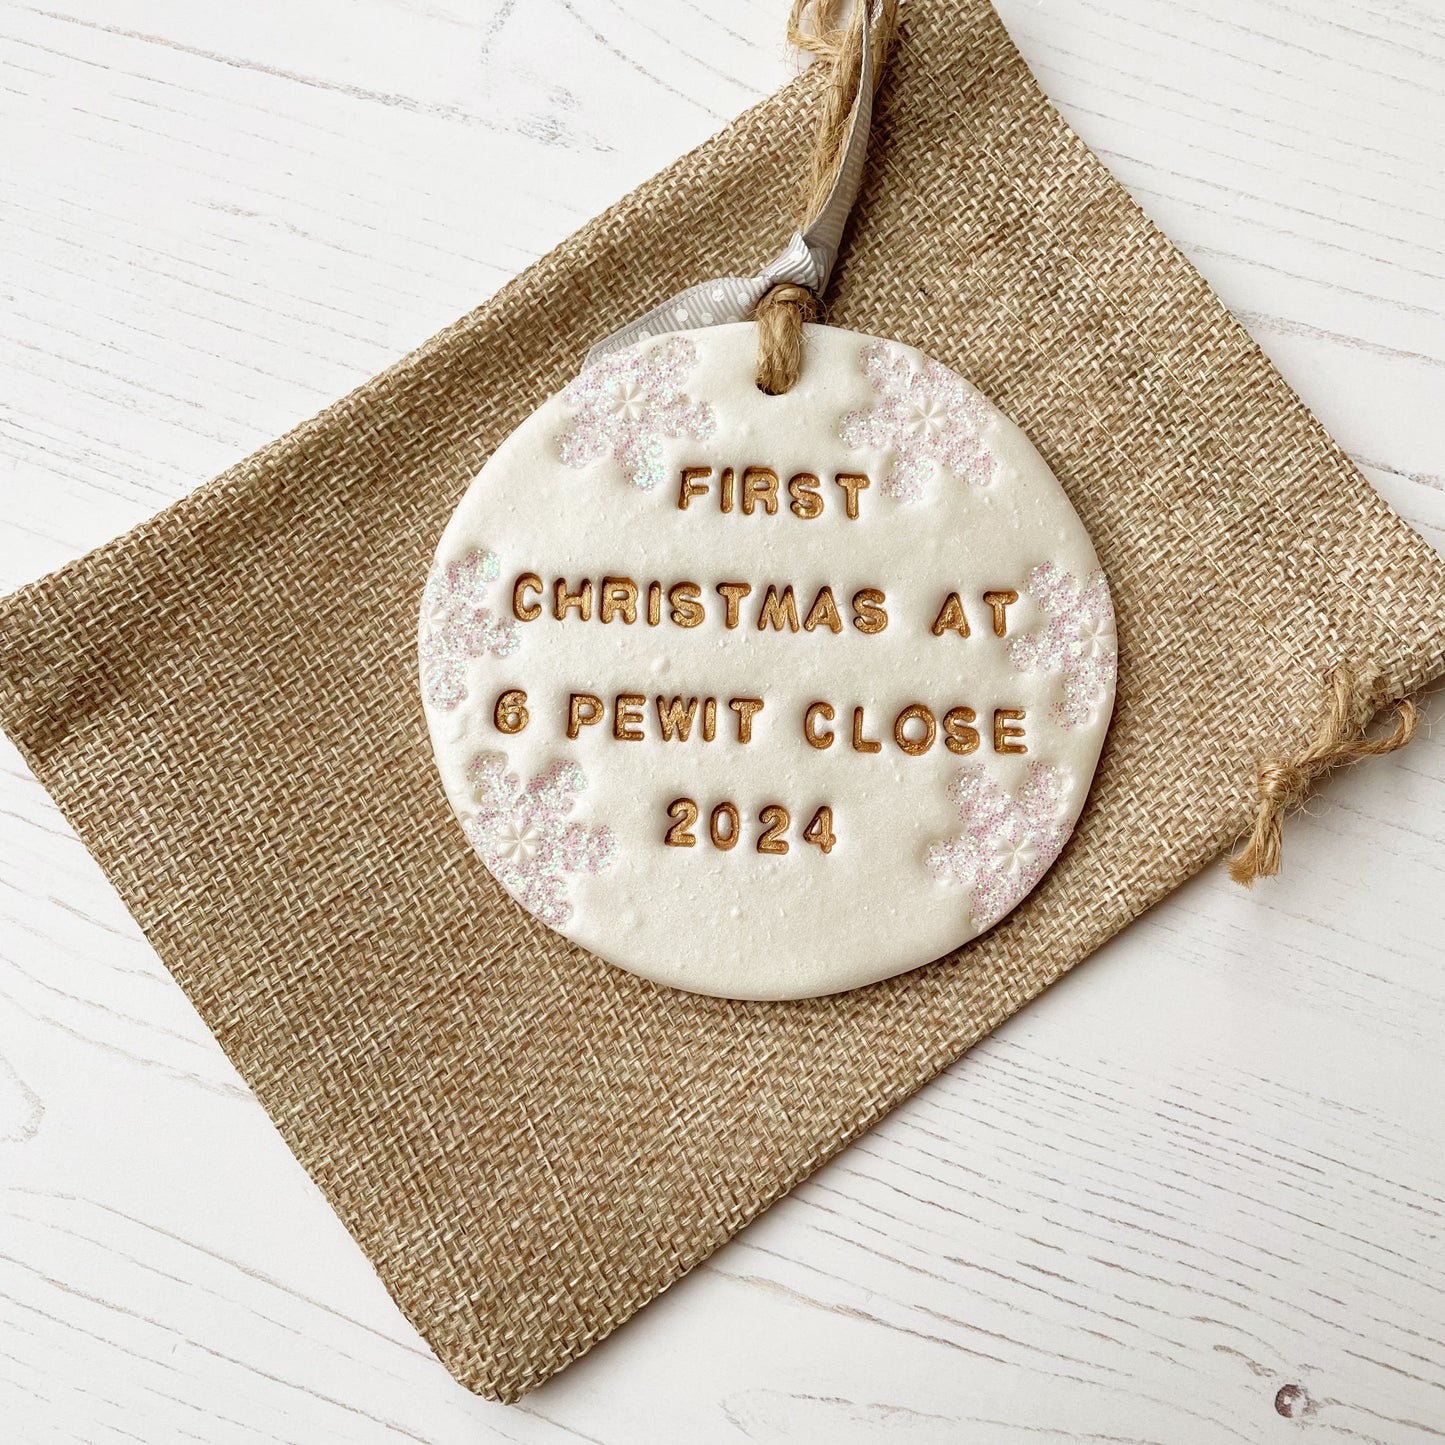 FIRST
CHRISTMAS AT
6 PEWIT CLOSE
2024